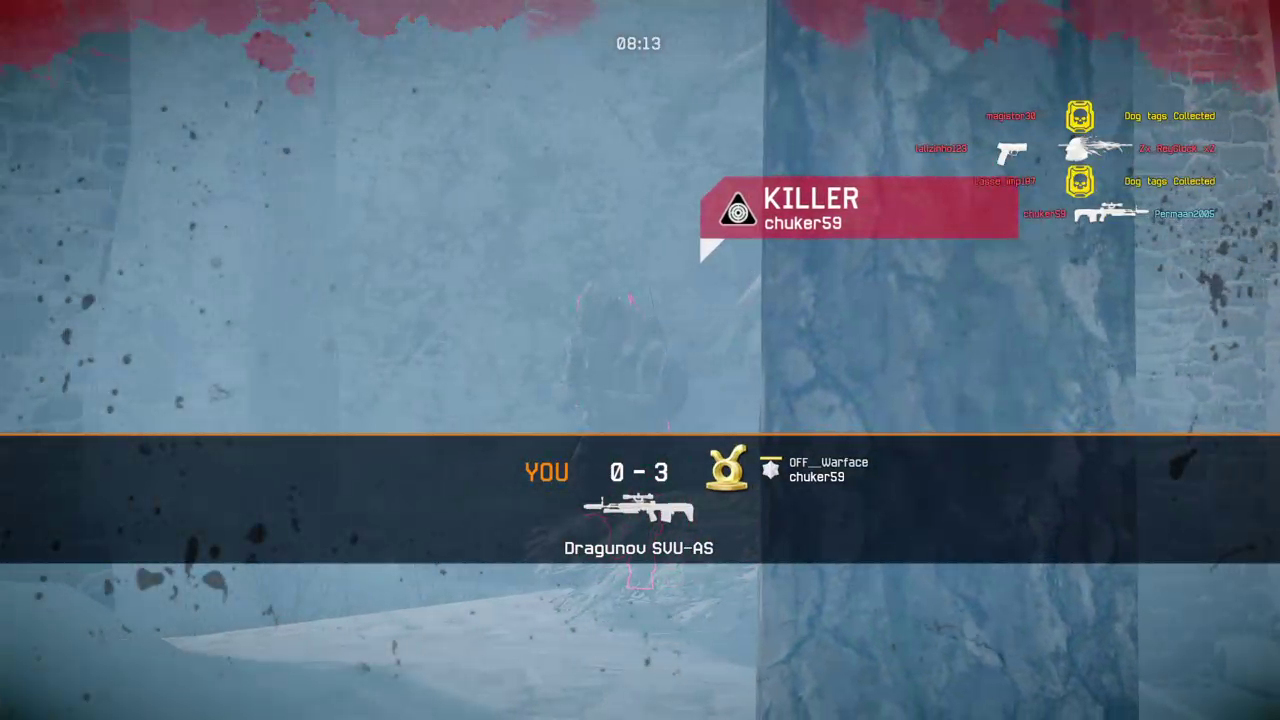 08:13
magistor30 Dog tags Collected
Dog tags Collected
KILLER
chuker59
chuker59 Permaan2005
YOU 0 - 3
OFF__Warface
chuker59
Dragunov SVU-AS